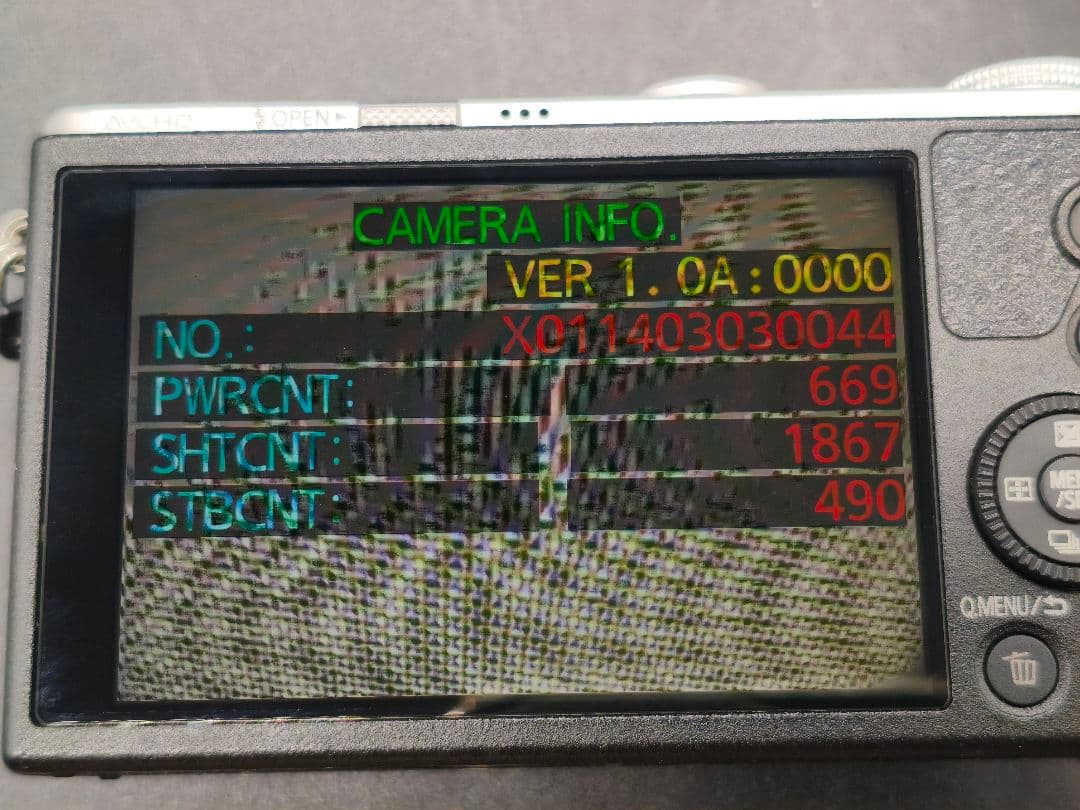 AVCHD
OPEN
CAMERA INFO.
VER 1.0A:0000
NO.: X011403030044
PWRCNT: 669
SHTCNT: 1867
STBCNT: 490
Q.MENU/